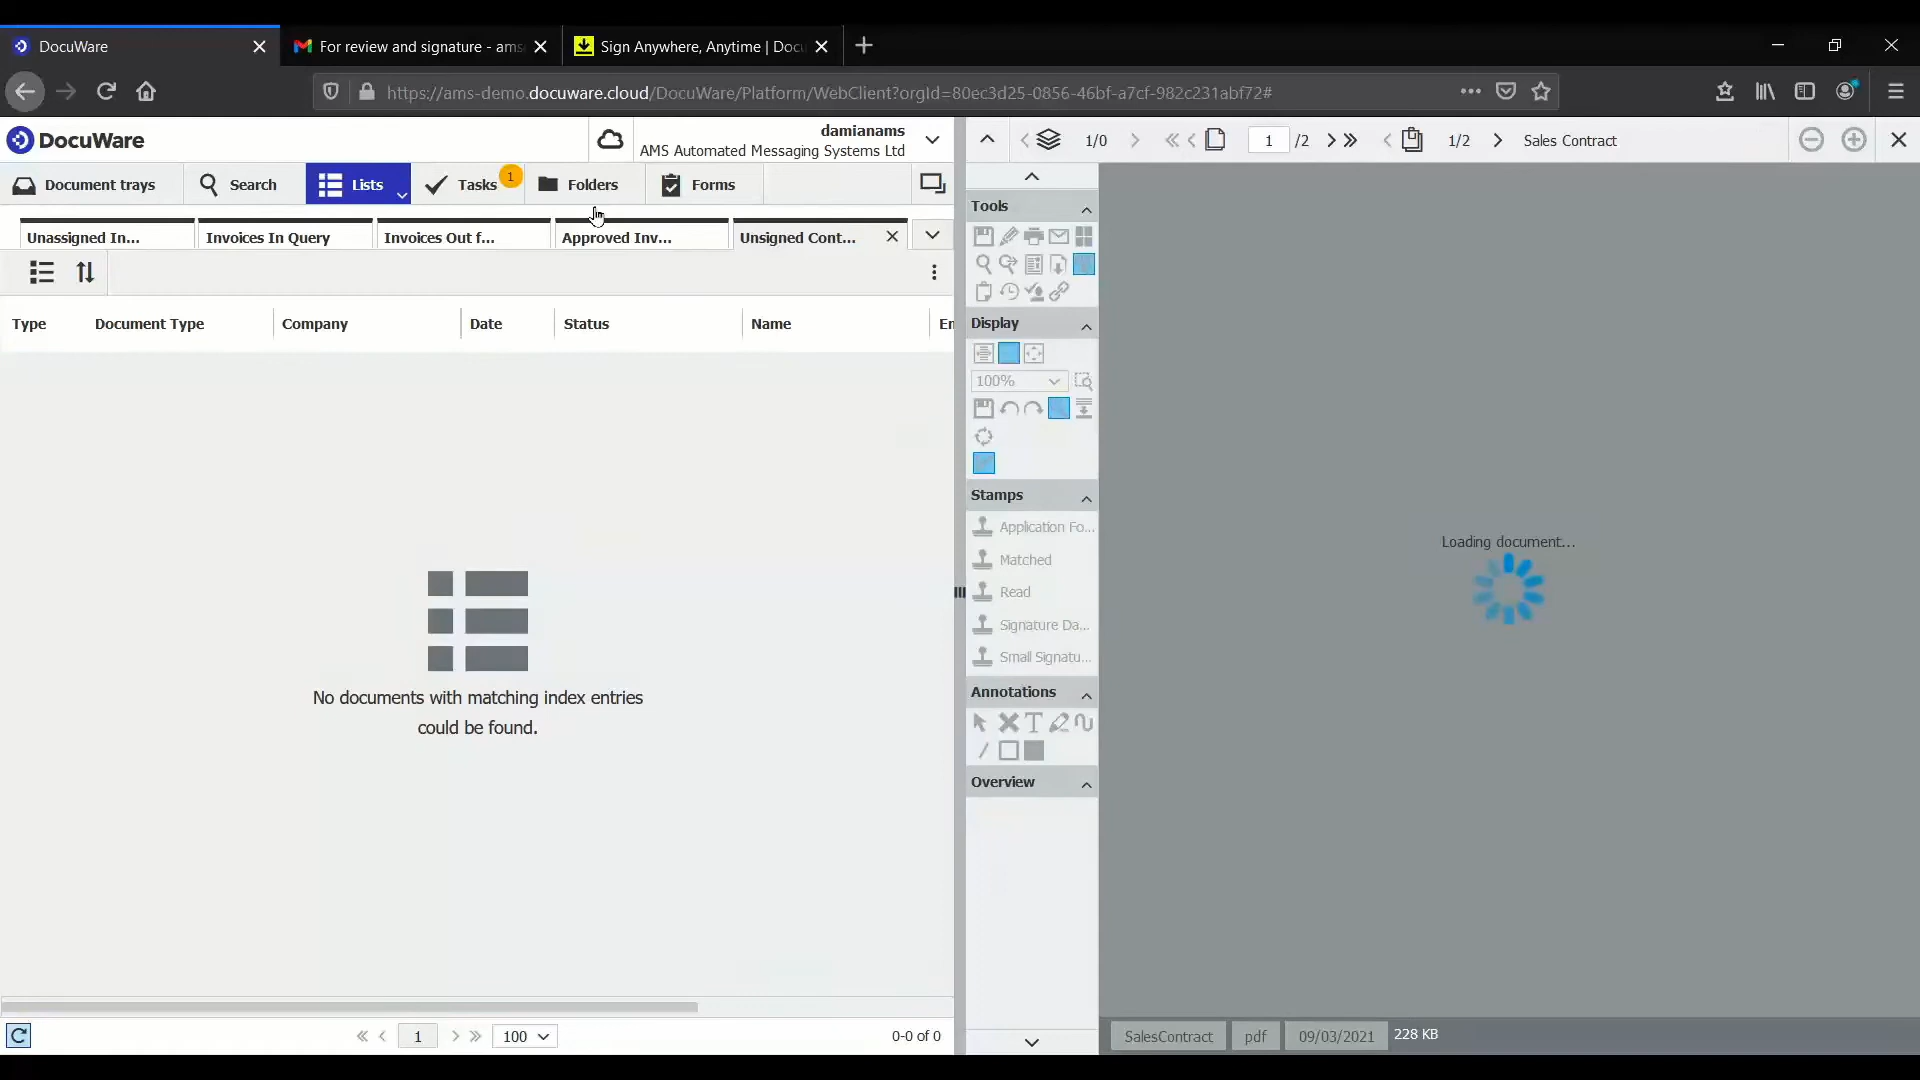 DocuWare
For review and signature - ams
Sign Anywhere, Anytime | Docu
https://ams-demo.docuware.cloud/DocuWare/Platform/WebClient?orgId=80ec3d25-0856-46bf-a7cf-982c231abf72#
DocuWare
damianams
AMS Automated Messaging Systems Ltd
1/0
1 /2
1/2
Sales Contract
Document trays
Search
Lists
Tasks 1
Folders
Forms
Unassigned In...
Invoices In Query
Invoices Out f...
Approved Inv...
Unsigned Cont...
Type
Document Type
Company
Date
Status
Name
En
No documents with matching index entries
could be found.
1
100
0-0 of 0
Tools
Display
100%
Stamps
Application Fo...
Matched
Read
Signature Da...
Small Signatu...
Annotations
Overview
Loading document...
SalesContract
pdf
09/03/2021
228 KB